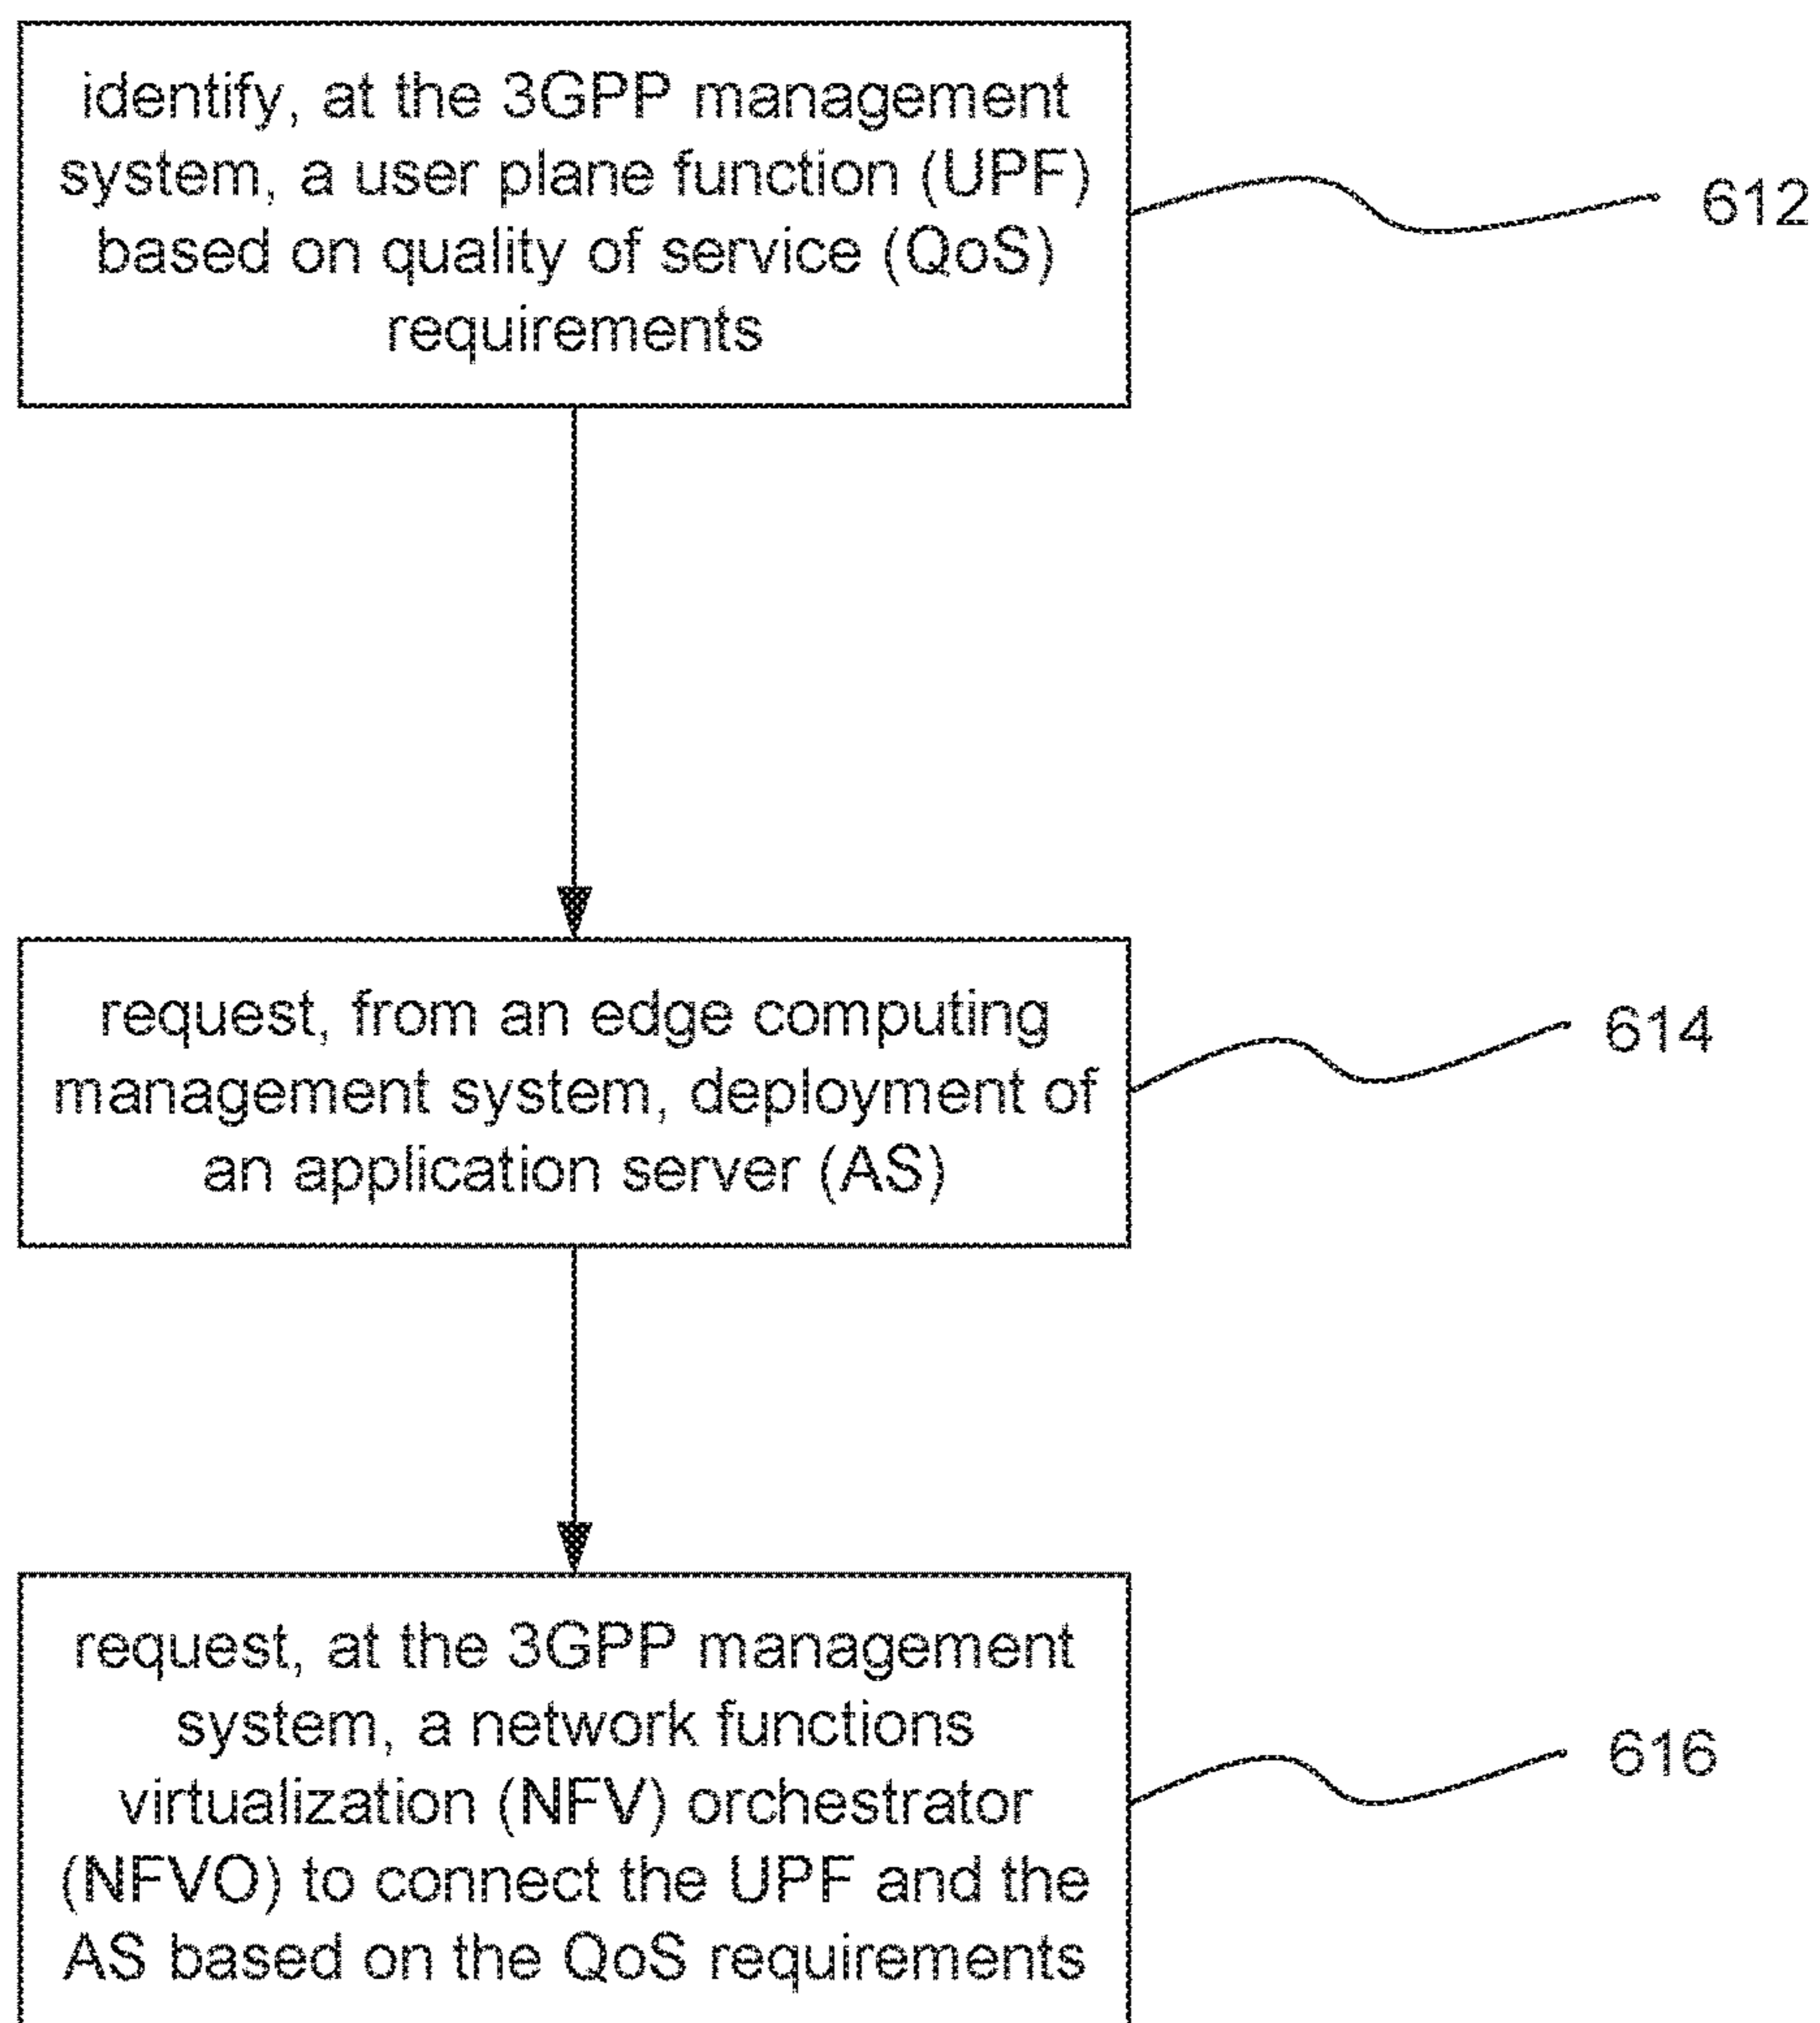 identify, at the 3GPP management
system, a user plane function (UPF)
based on quality of service (QoS)
requirements
612
request, from an edge computing
management system, deployment of
an application server (AS)
614
request, at the 3GPP management
system, a network functions
virtualization (NFV) orchestrator
(NFVO) to connect the UPF and the
AS based on the QoS requirements
616